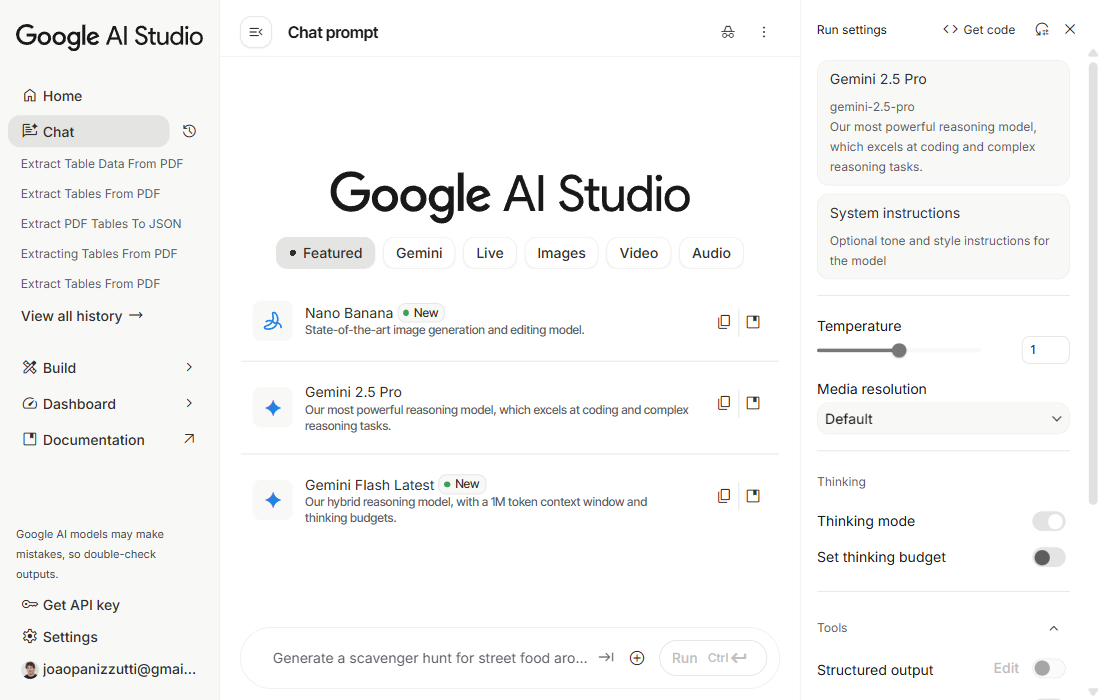 Google AI Studio
Home
Chat
Extract Table Data From PDF
Extract Tables From PDF
Extract PDF Tables To JSON
Extracting Tables From PDF
Extract Tables From PDF
View all history
Build
Dashboard
Documentation
Google AI models may make
mistakes, so double-check
outputs.
Get API key
Settings
joaopanizzutti@gmai...
Chat prompt
Google AI Studio
Featured
Gemini
Live
Images
Video
Audio
Nano Banana New
State-of-the-art image generation and editing model.
Gemini 2.5 Pro
Our most powerful reasoning model, which excels at coding and complex
reasoning tasks.
Gemini Flash Latest New
Our hybrid reasoning model, with a 1M token context window and
thinking budgets.
Generate a scavenger hunt for street food aro...
Run Ctrl
Run settings
Get code
Gemini 2.5 Pro
gemini-2.5-pro
Our most powerful reasoning model,
which excels at coding and complex
reasoning tasks.
System instructions
Optional tone and style instructions for
the model
Temperature
1
Media resolution
Default
Thinking
Thinking mode
Set thinking budget
Tools
Structured output Edit